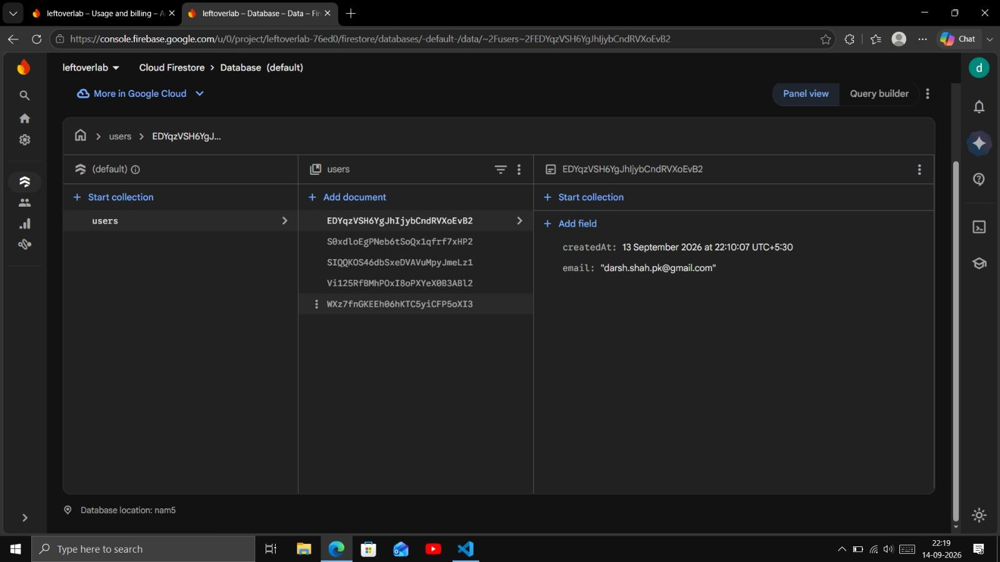 leftoverlab – Usage and billing – A
leftoverlab – Database – Data – Fir
https://console.firebase.google.com/u/0/project/leftoverlab-76ed0/firestore/databases/-default-/data/~2Fusers~2FEDYqzVSH6YgJhIjybCndRVXoEvB2
Chat
leftoverlab
Cloud Firestore > Database (default)
d
More in Google Cloud
Panel view
Query builder
users > EDYqzVSH6YgJ...
(default)
users
EDYqzVSH6YgJhIjybCndRVXoEvB2
+ Start collection
+ Add document
+ Start collection
users
EDYqzVSH6YgJhIjybCndRVXoEvB2
+ Add field
S0xdloEgPNeb6tSoQx1qfrf7xHP2
createdAt: 13 September 2026 at 22:10:07 UTC+5:30
SIQQKOS46dbSxeDVAVuMpyJmeLz1
email: "darsh.shah.pk@gmail.com"
Vi125RfBMhPOxI8oPXYeX0B3ABl2
WXz7fnGKEEh06hKTC5yiCFP5oXI3
Database location: nam5
Type here to search
22:19
14-09-2026